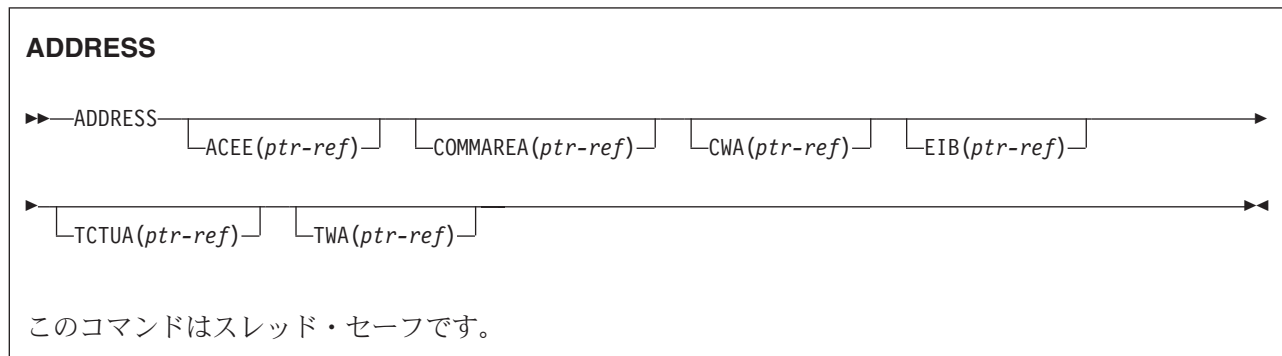 ADDRESS
ADDRESS
ACEE(ptr-ref) COMMAREA(ptr-ref) CWA(ptr-ref) EIB(ptr-ref)
TCTUA(ptr-ref) TWA(ptr-ref)
このコマンドはスレッド・セーフです。